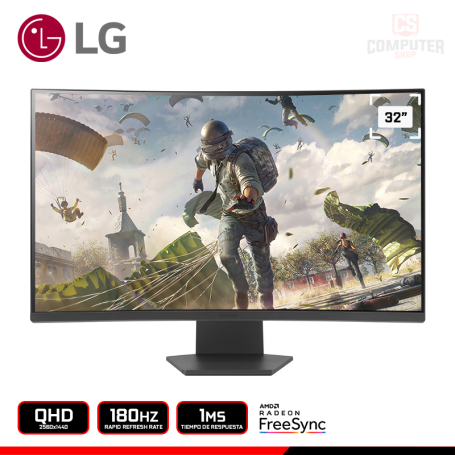 LG
CS
COMPUTER
SHOP
32"
QHD
2560x1440
180HZ
RAPID REFRESH RATE
1MS
TIEMPO DE RESPUESTA
AMD
RADEON
FreeSync